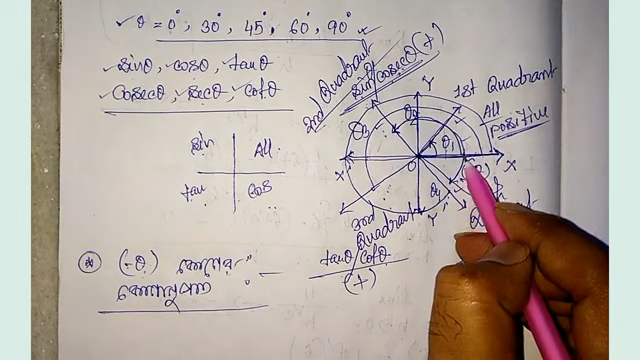 ✓θ = 0°, 30°, 45°, 60°, 90°
✓sinθ, ✓cosθ, ✓tanθ
✓Cosecθ, ✓secθ, ✓cotθ
sin All
tan Cos
2nd Quadrant
sinθ/cosecθ (+)
Y
1st Quadrant
All
positive
θ₃ θ₂ θ₁
X' O X
θ₄
Y'
3rd
Quadrant
tanθ/cotθ
(+)
(-θ) কোণের
কোণানুপাত :-